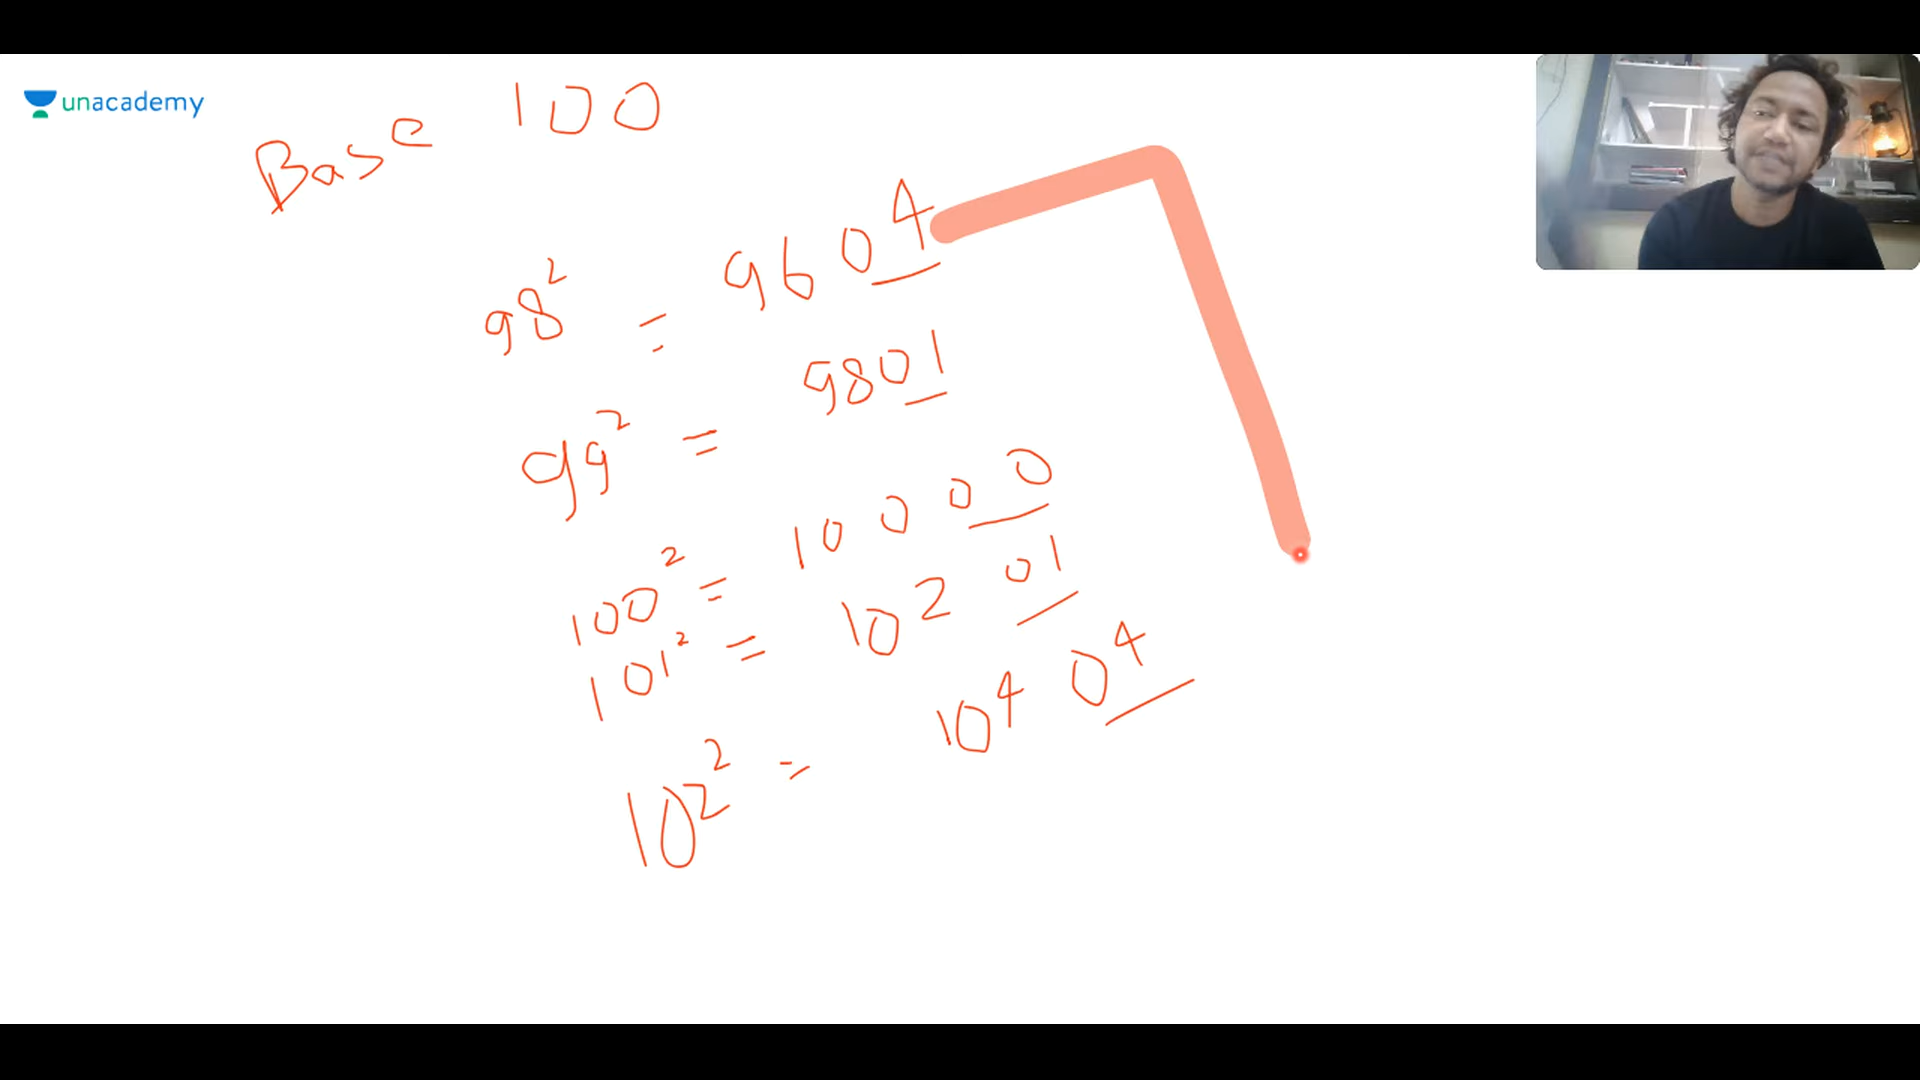 unacademy
Base 100
98² = 9604
99² = 9801
100² = 10000
101² = 10201
102² = 10404